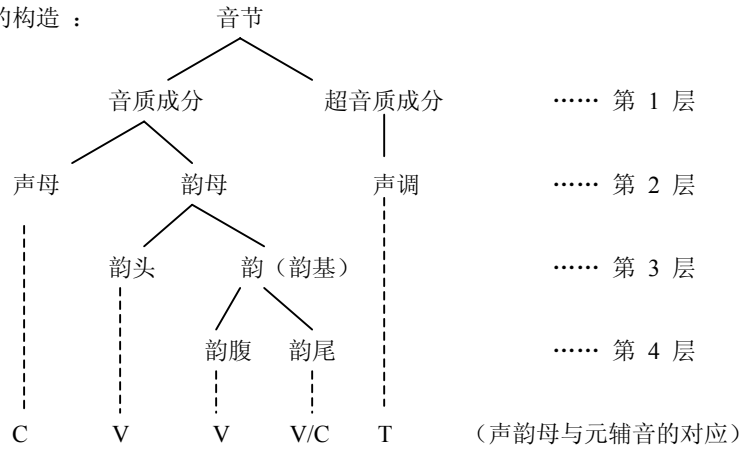 的构造 ： 音节
音质成分 超音质成分 …… 第 1 层
声母 韵母 声调 …… 第 2 层
韵头 韵（韵基） …… 第 3 层
韵腹 韵尾 …… 第 4 层
C V V V/C T （声韵母与元辅音的对应）